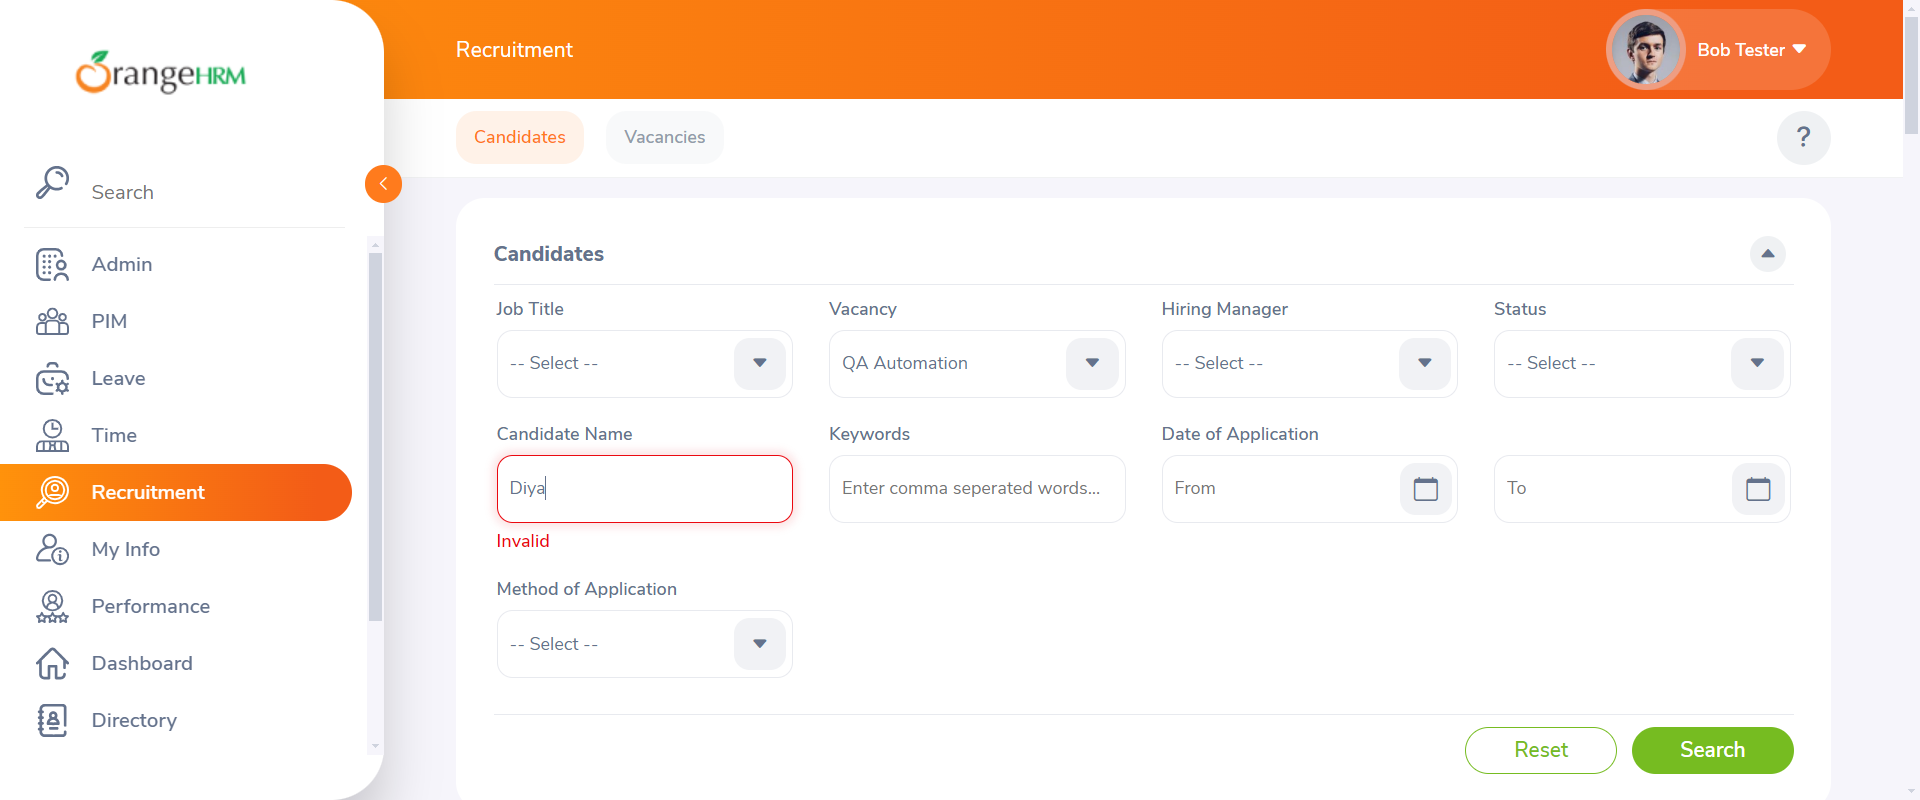 OrangeHRM
Recruitment
Bob Tester
Candidates
Vacancies
?
Search
Admin
PIM
Leave
Time
Recruitment
My Info
Performance
Dashboard
Directory
Candidates
Job Title
Vacancy
Hiring Manager
Status
-- Select --
QA Automation
-- Select --
-- Select --
Candidate Name
Keywords
Date of Application
Diya
Enter comma seperated words...
From
To
Invalid
Method of Application
-- Select --
Reset
Search